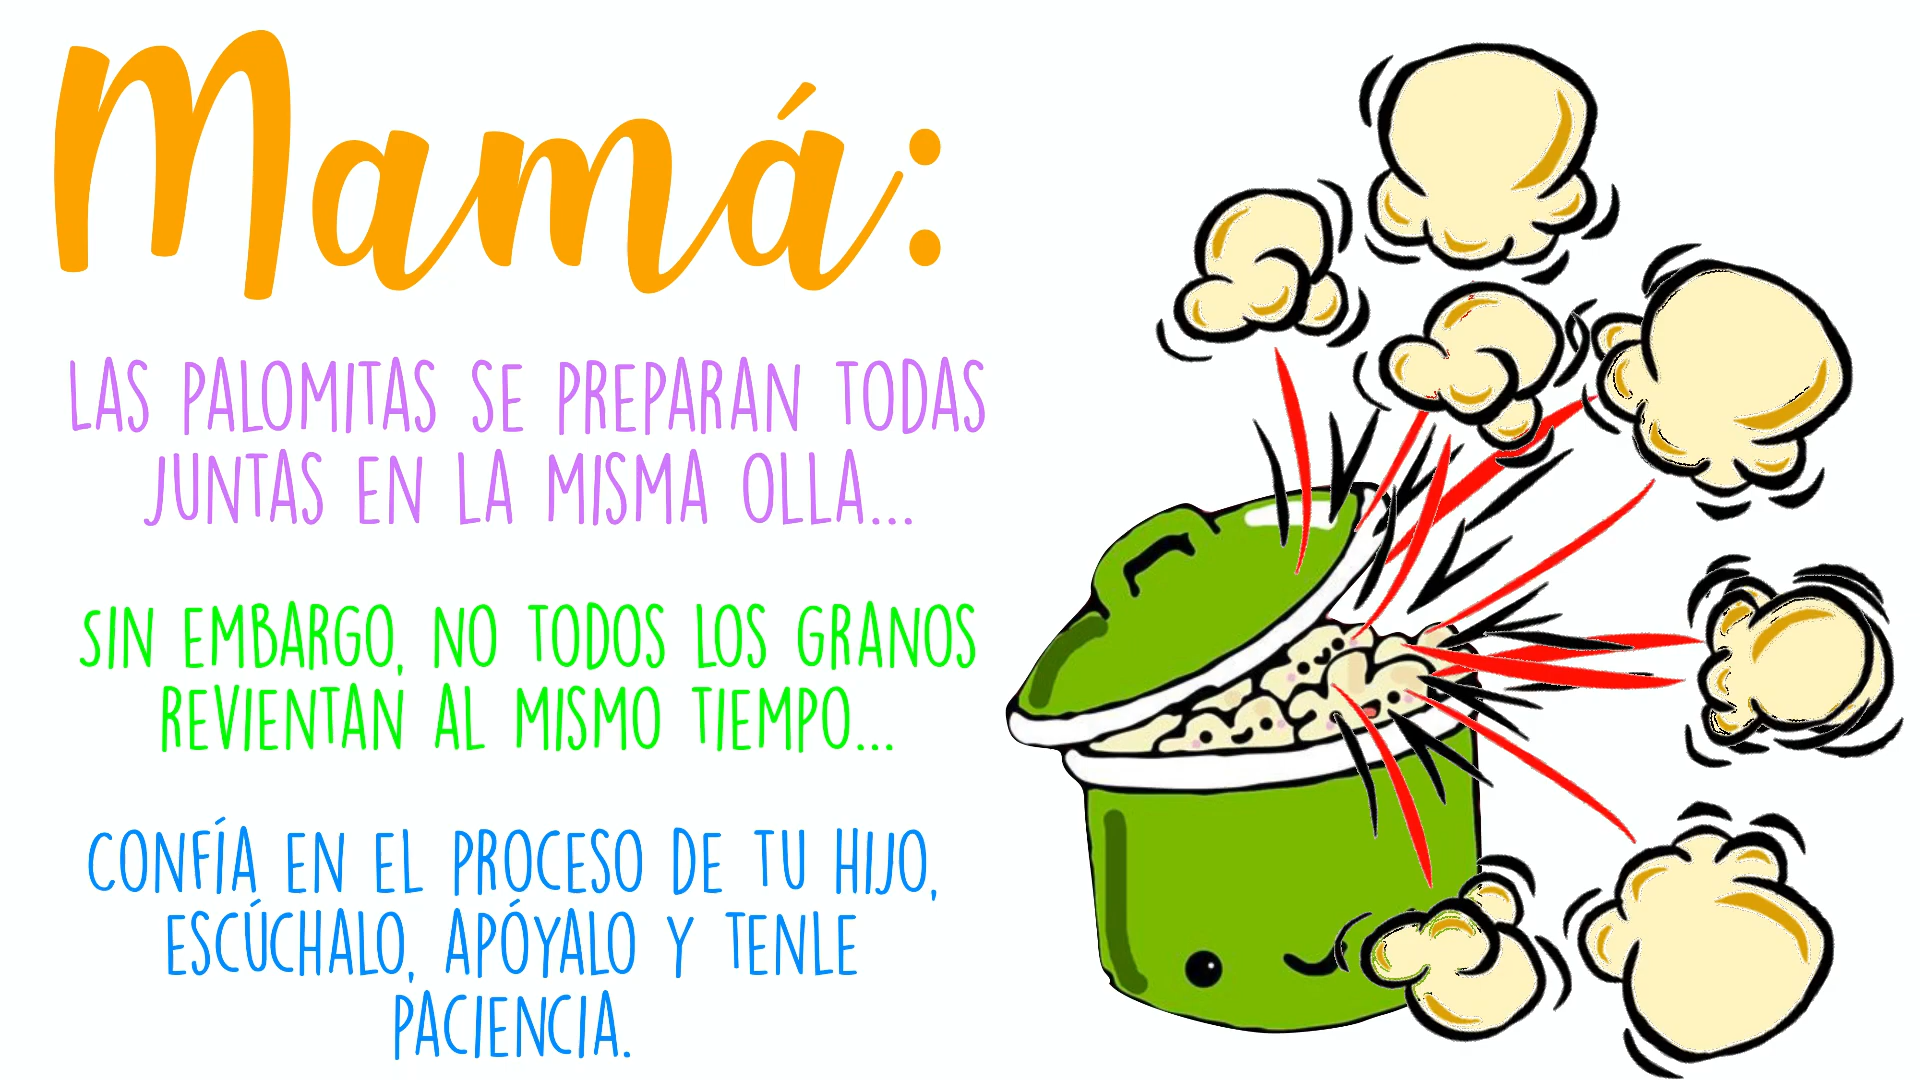 Mamá:
LAS PALOMITAS SE PREPARAN TODAS
JUNTAS EN LA MISMA OLLA...
SIN EMBARGO, NO TODOS LOS GRANOS
REVIENTAN AL MISMO TIEMPO...
CONFÍA EN EL PROCESO DE TU HIJO,
ESCÚCHALO, APÓYALO Y TENLE
PACIENCIA.